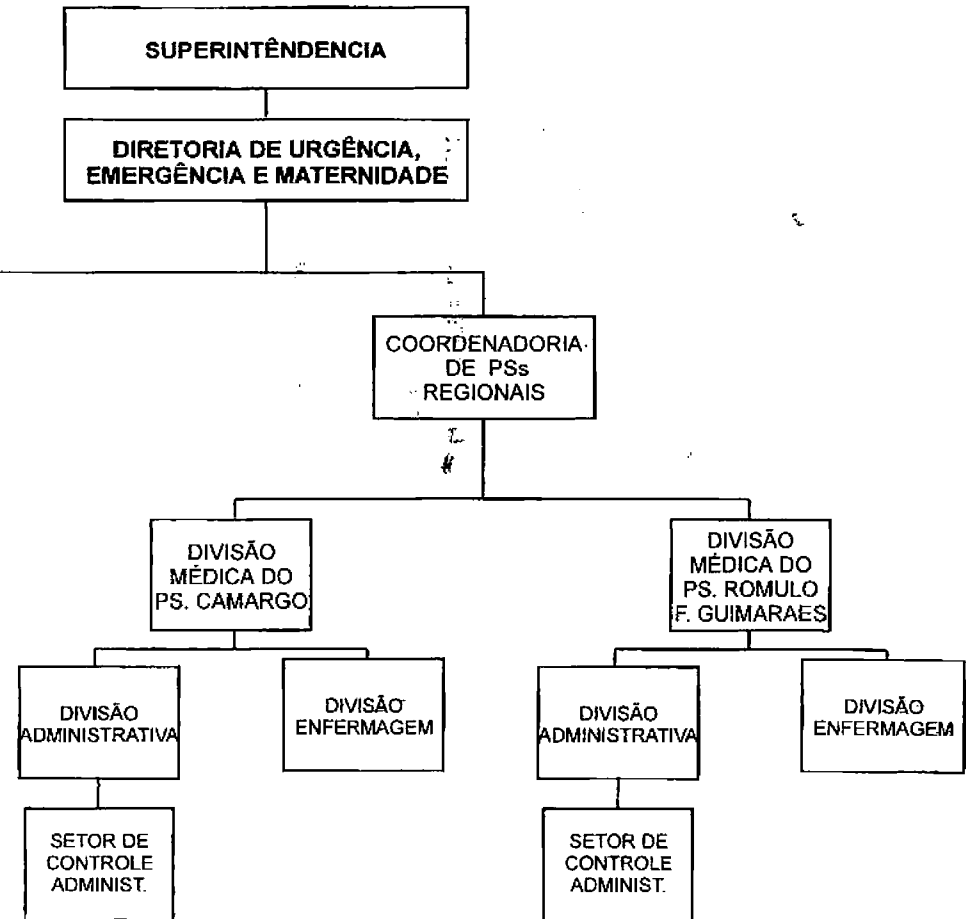 SUPERINTÊNDENCIA
DIRETORIA DE URGÊNCIA,
EMERGÊNCIA E MATERNIDADE
COORDENADORIA
DE PSs
REGIONAIS
DIVISÃO
MÉDICA DO
PS. CAMARGO
DIVISÃO
MÉDICA DO
PS. ROMULO
F. GUIMARAES
DIVISÃO
ADMINISTRATIVA
DIVISÃO
ENFERMAGEM
DIVISÃO
ADMINISTRATIVA
DIVISÃO
ENFERMAGEM
SETOR DE
CONTROLE
ADMINIST.
SETOR DE
CONTROLE
ADMINIST.